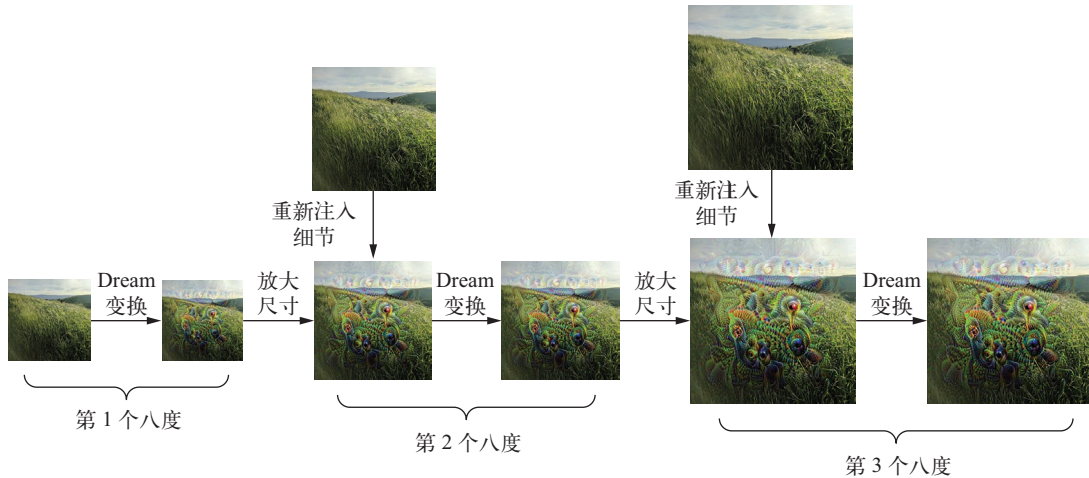 重新注入
细节
重新注入
细节
Dream
变换
放大
尺寸
Dream
变换
放大
尺寸
Dream
变换
第 1 个八度
第 2 个八度
第 3 个八度